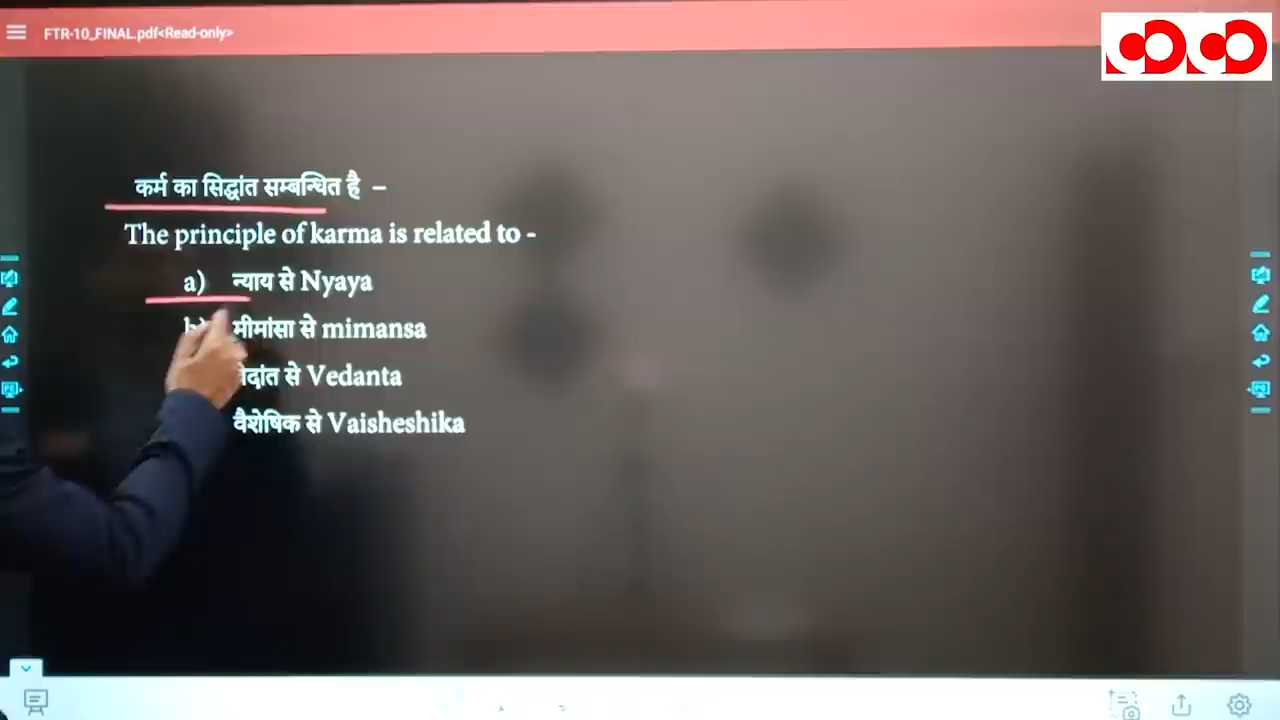 FTR-10_FINAL.pdf<Read-only>
कर्म का सिद्धांत सम्बन्धित है –
The principle of karma is related to -
a) न्याय से Nyaya
मीमांसा से mimansa
से Vedanta
वैशेषिक से Vaisheshika